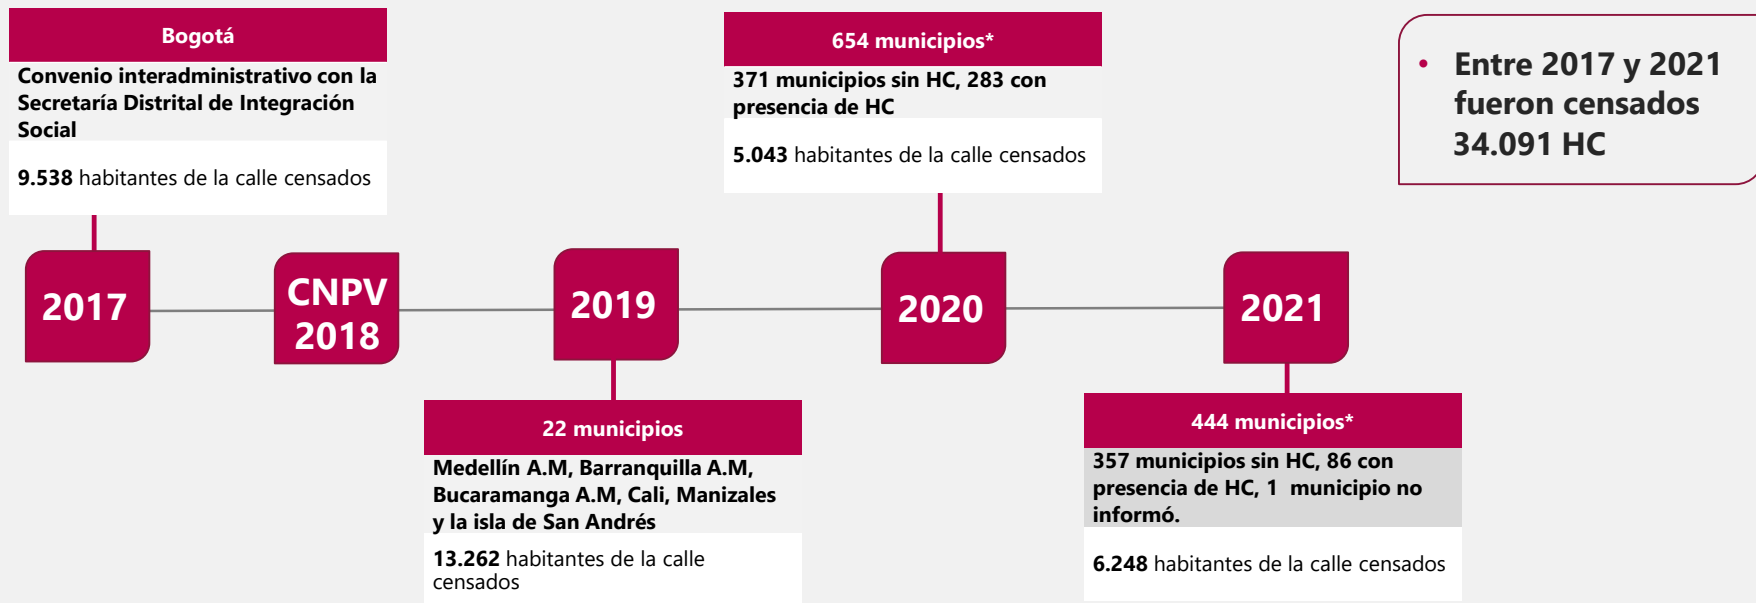 Bogotá
Convenio interadministrativo con la
Secretaría Distrital de Integración
Social
9.538 habitantes de la calle censados
654 municipios*
371 municipios sin HC, 283 con
presencia de HC
5.043 habitantes de la calle censados
• Entre 2017 y 2021
fueron censados
34.091 HC
2017
CNPV
2018
2019
2020
2021
22 municipios
Medellín A.M, Barranquilla A.M,
Bucaramanga A.M, Cali, Manizales
y la isla de San Andrés
13.262 habitantes de la calle
censados
444 municipios*
357 municipios sin HC, 86 con
presencia de HC, 1 municipio no
informó.
6.248 habitantes de la calle censados